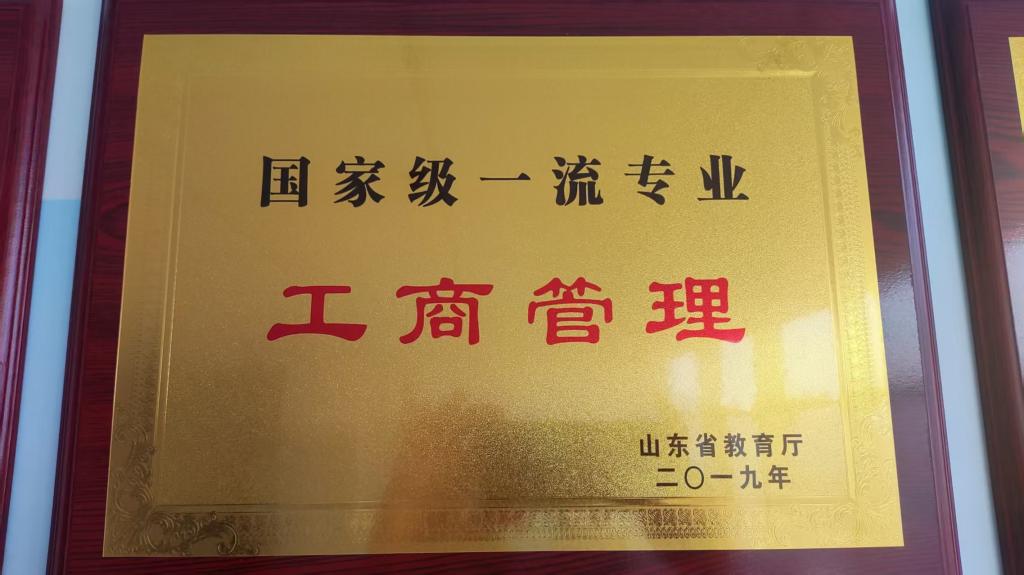 国家级一流专业
工商管理
山东省教育厅
二〇一九年